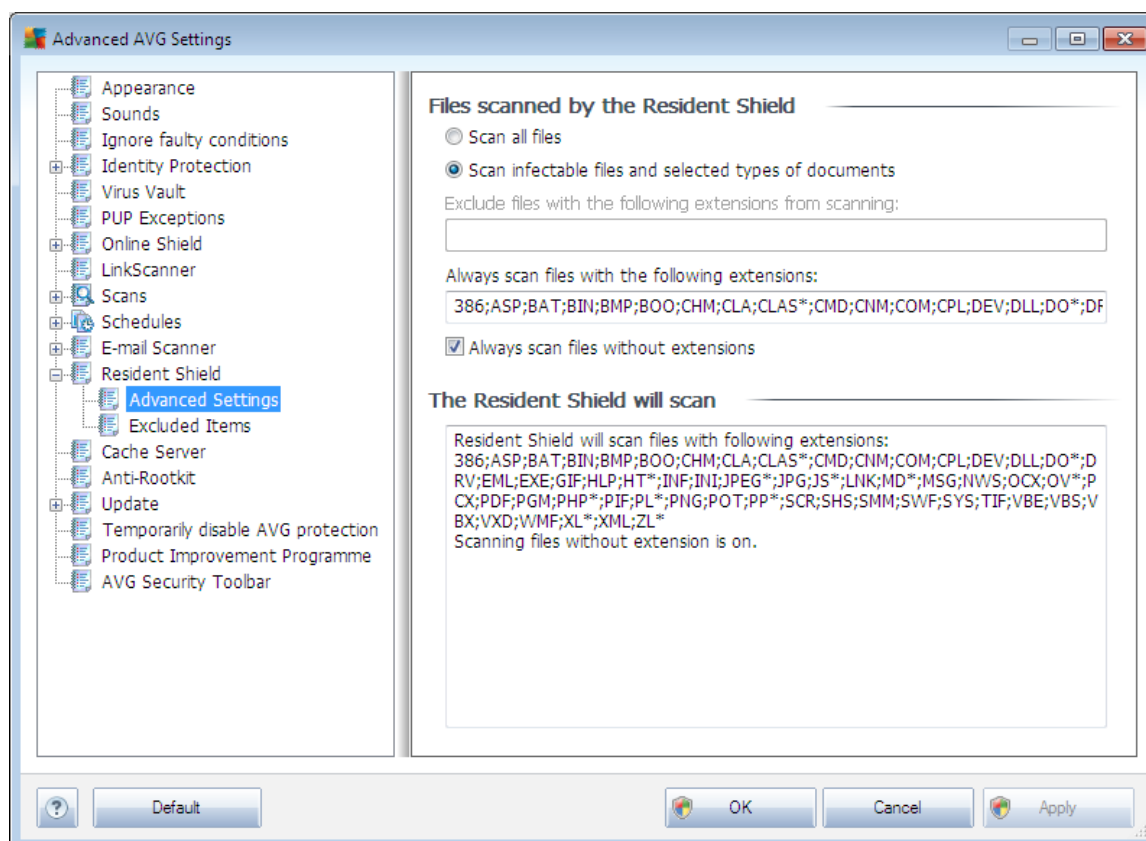 Advanced AVG Settings
Appearance
Sounds
Ignore faulty conditions
Identity Protection
Virus Vault
PUP Exceptions
Online Shield
LinkScanner
Scans
Schedules
E-mail Scanner
Resident Shield
Advanced Settings
Excluded Items
Cache Server
Anti-Rootkit
Update
Temporarily disable AVG protection
Product Improvement Programme
AVG Security Toolbar
Files scanned by the Resident Shield
Scan all files
Scan infectable files and selected types of documents
Exclude files with the following extensions from scanning:
Always scan files with the following extensions:
386;ASP;BAT;BIN;BMP;BOO;CHM;CLA;CLAS*;CMD;CNM;COM;CPL;DEV;DLL;DO*;DR
Always scan files without extensions
The Resident Shield will scan
Resident Shield will scan files with following extensions:
386;ASP;BAT;BIN;BMP;BOO;CHM;CLA;CLAS*;CMD;CNM;COM;CPL;DEV;DLL;DO*;D
RV;EML;EXE;GIF;HLP;HT*;INF;INI;JPEG*;JPG;JS*;LNK;MD*;MSG;NWS;OCX;OV*;P
CX;PDF;PGM;PHP*;PIF;PL*;PNG;POT;PP*;SCR;SHS;SMM;SWF;SYS;TIF;VBE;VBS;V
BX;VXD;WMF;XL*;XML;ZL*
Scanning files without extension is on.
?
Default
OK
Cancel
Apply